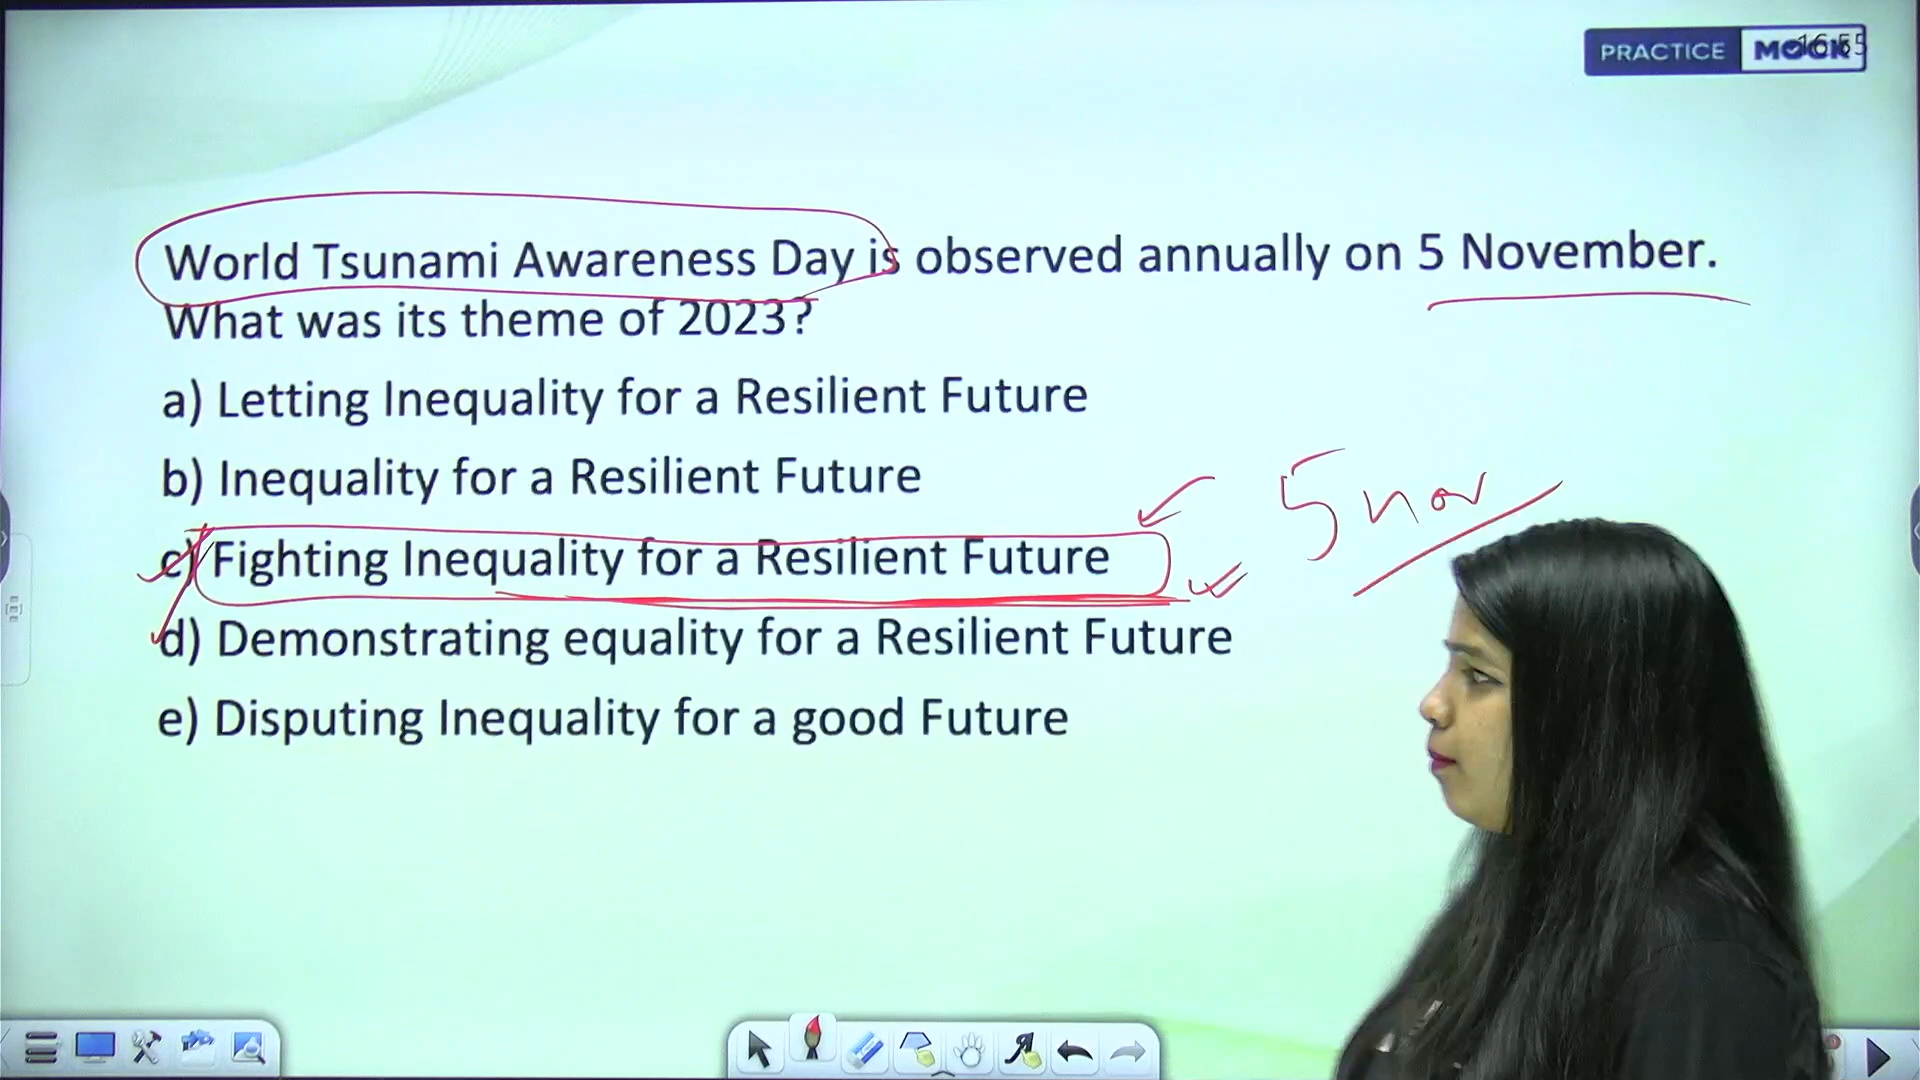 PRACTICE MOCK
16:55
World Tsunami Awareness Day is observed annually on 5 November.
What was its theme of 2023?
a) Letting Inequality for a Resilient Future
b) Inequality for a Resilient Future
5 nov
c) Fighting Inequality for a Resilient Future
d) Demonstrating equality for a Resilient Future
e) Disputing Inequality for a good Future